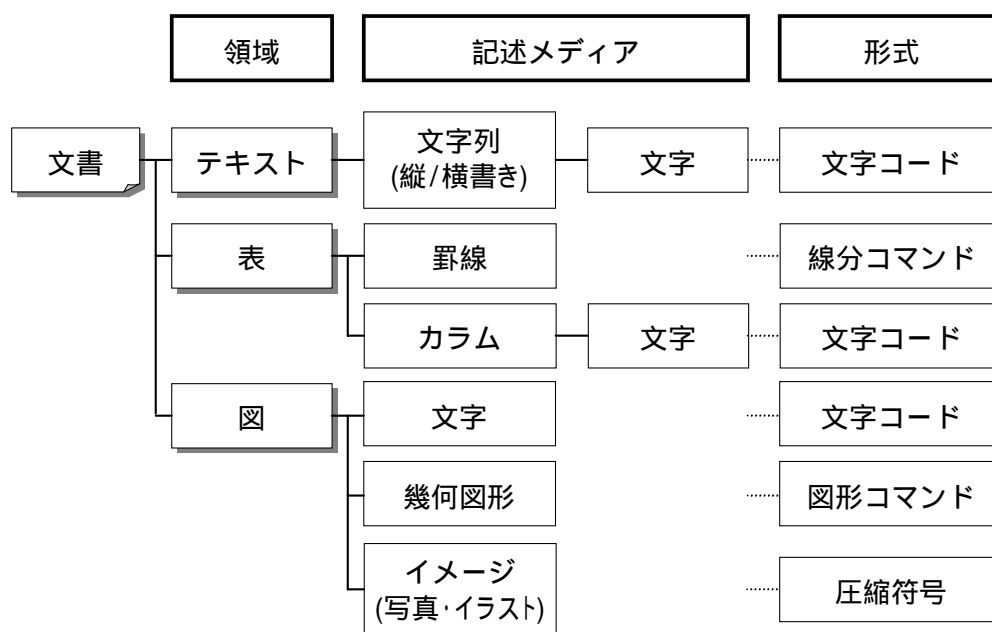 領域 記述メディア 形式
文書 テキスト 文字列 文字 文字コード
(縦/横書き)
表 罫線 線分コマンド
カラム 文字 文字コード
図 文字 文字コード
幾何図形 図形コマンド
イメージ 圧縮符号
(写真・イラスト)